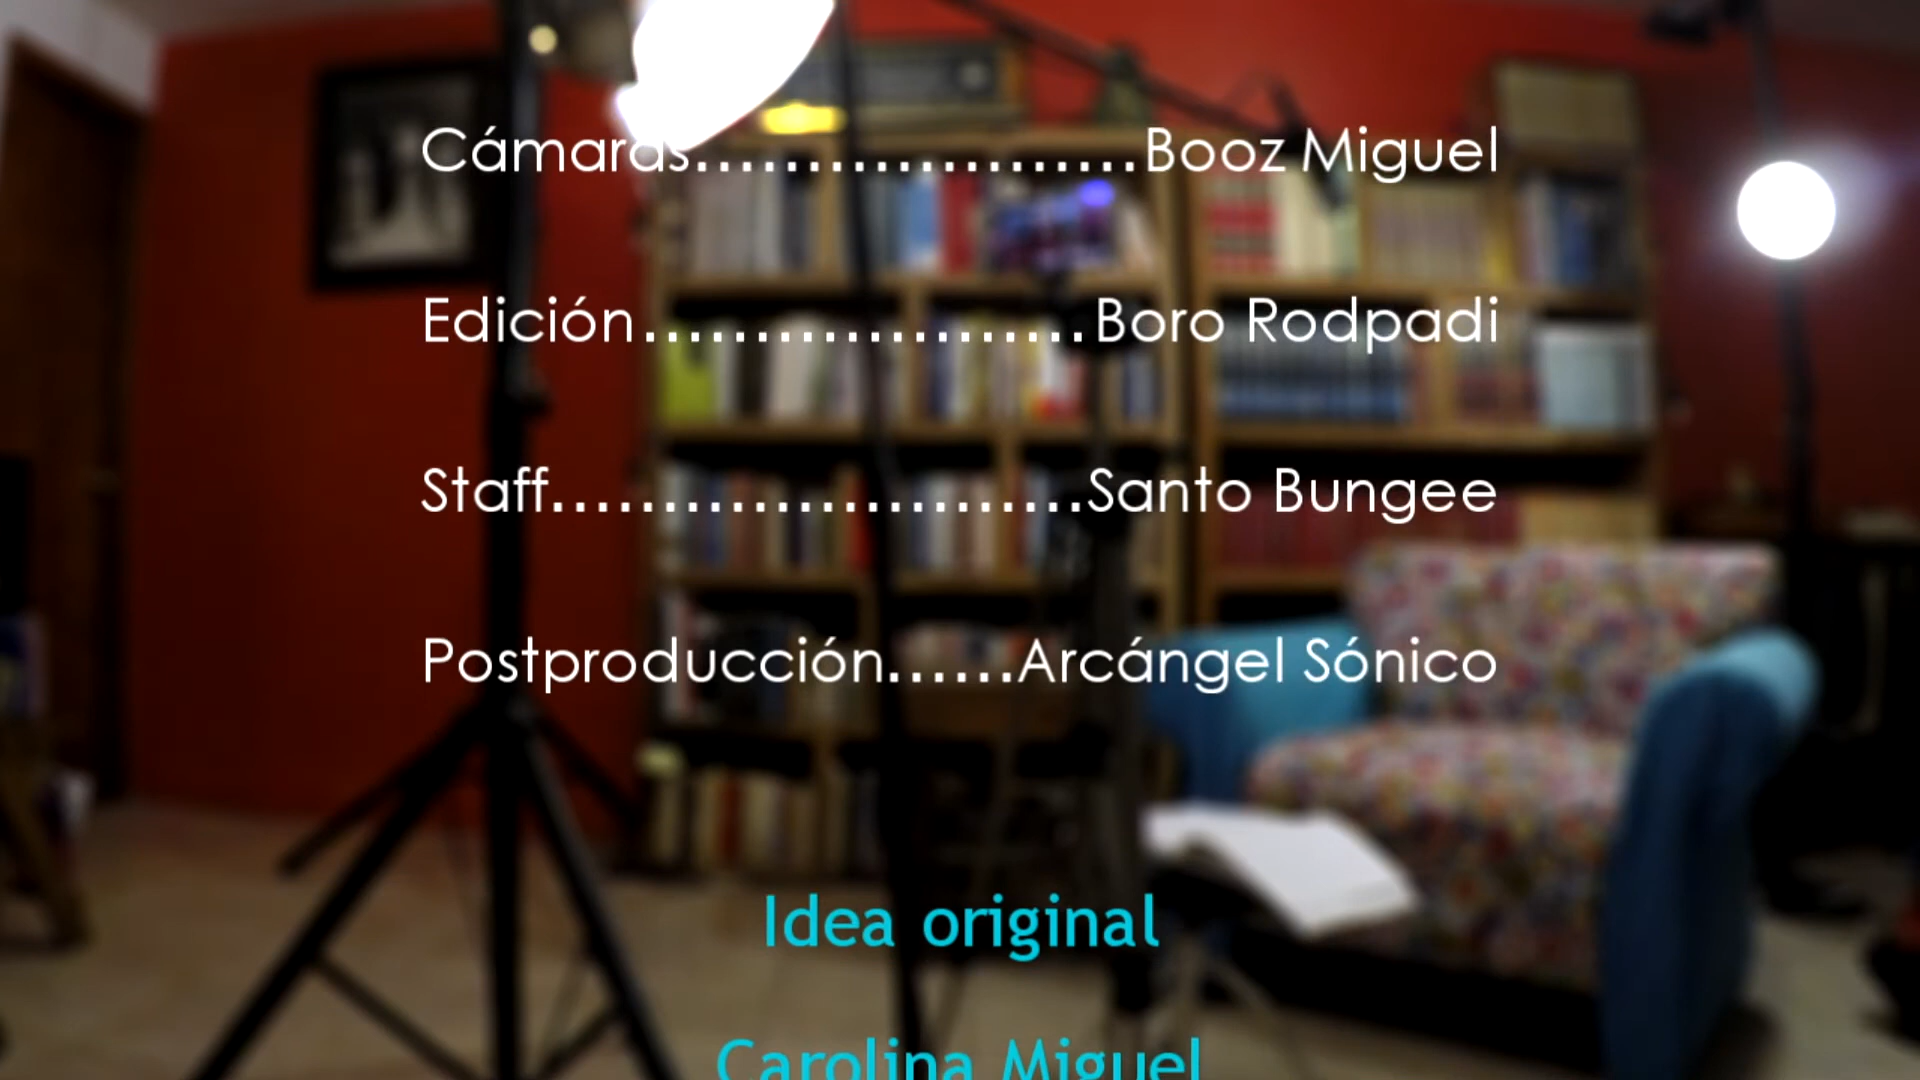 Cámaras....................Booz Miguel
Edición....................Boro Rodpadi
Staff........................Santo Bungee
Postproducción......Arcángel Sónico
Idea original
Carolina Miguel